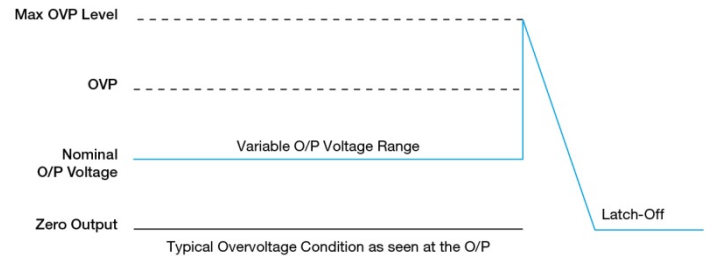 Max OVP Level
OVP
Variable O/P Voltage Range
Nominal
O/P Voltage
Zero Output
Latch-Off
Typical Overvoltage Condition as seen at the O/P